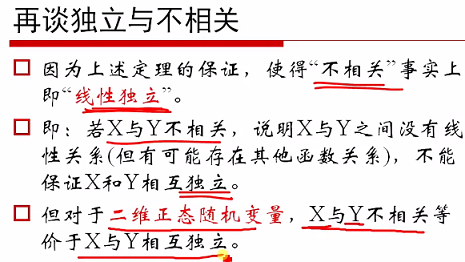 再谈独立与不相关
因为上述定理的保证，使得“不相关”事实上
即“线性独立”。
即：若X与Y不相关，说明X与Y之间没有线
性关系(但有可能存在其他函数关系)，不能
保证X和Y相互独立。
但对于二维正态随机变量，X与Y不相关等
价于X与Y相互独立。